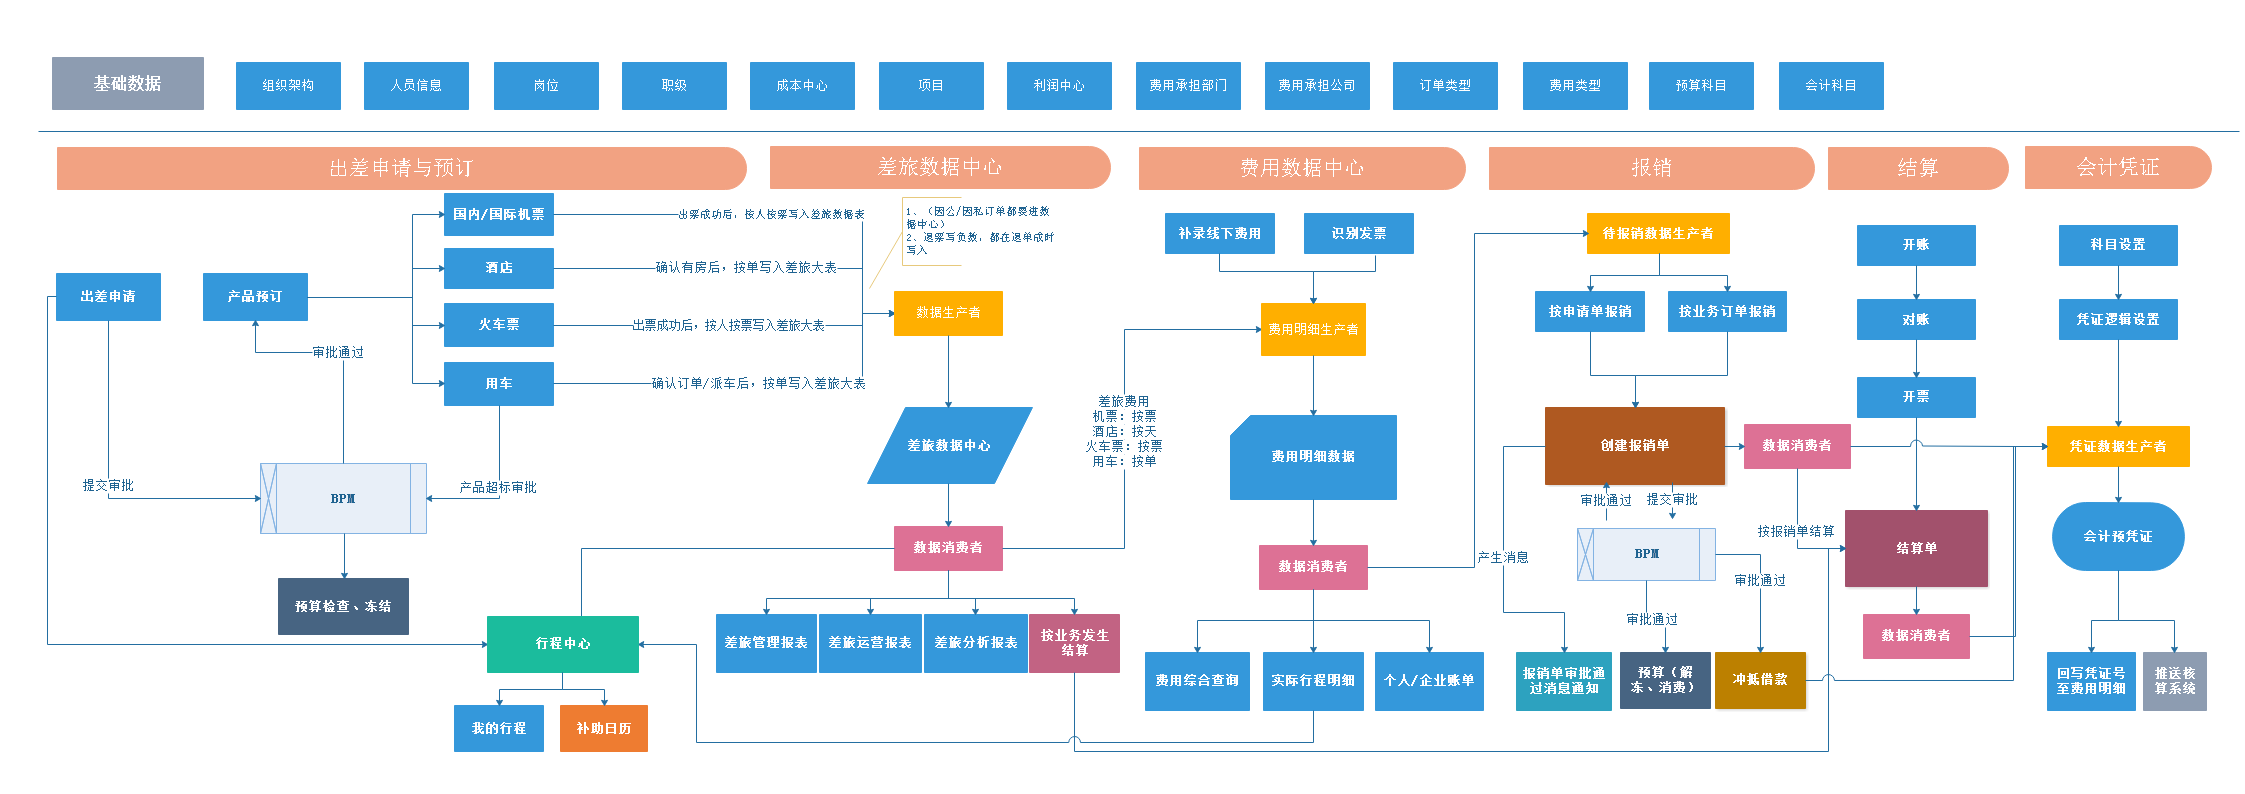 基础数据
组织架构
人员信息
岗位
职级
成本中心
项目
利润中心
费用承担部门
费用承担公司
订单类型
费用类型
预算科目
会计科目
出差申请与预订
差旅数据中心
费用数据中心
报销
结算
会计凭证
出差申请
产品预订
国内/国际机票
酒店
火车票
用车
出票成功后，按人按票写入差旅数据表
确认有房后，按单写入差旅大表
出票成功后，按人按票写入差旅大表
确认订单/派车后，按单写入差旅大表
审批通过
提交审批
产品超标审批
BPM
预算检查、冻结
行程中心
我的行程
补助日历
1、（因公/因私订单都要进数
据中心）
2、退票写负数，都在退单成时
写入
数据生产者
差旅数据中心
数据消费者
差旅管理报表
差旅运营报表
差旅分析报表
按业务发生
结算
差旅费用
机票：按票
酒店：按天
火车票：按票
用车：按单
补录线下费用
识别发票
费用明细生产者
费用明细数据
数据消费者
费用综合查询
实际行程明细
个人/企业账单
待报销数据生产者
按申请单报销
按业务订单报销
创建报销单
数据消费者
审批通过
提交审批
BPM
产生消息
审批通过
审批通过
按报销单结算
报销单审批通
过消息通知
预算（解
冻、消费）
冲抵借款
开账
对账
开票
结算单
数据消费者
科目设置
凭证逻辑设置
凭证数据生产者
会计预凭证
回写凭证号
至费用明细
推送核
算系统